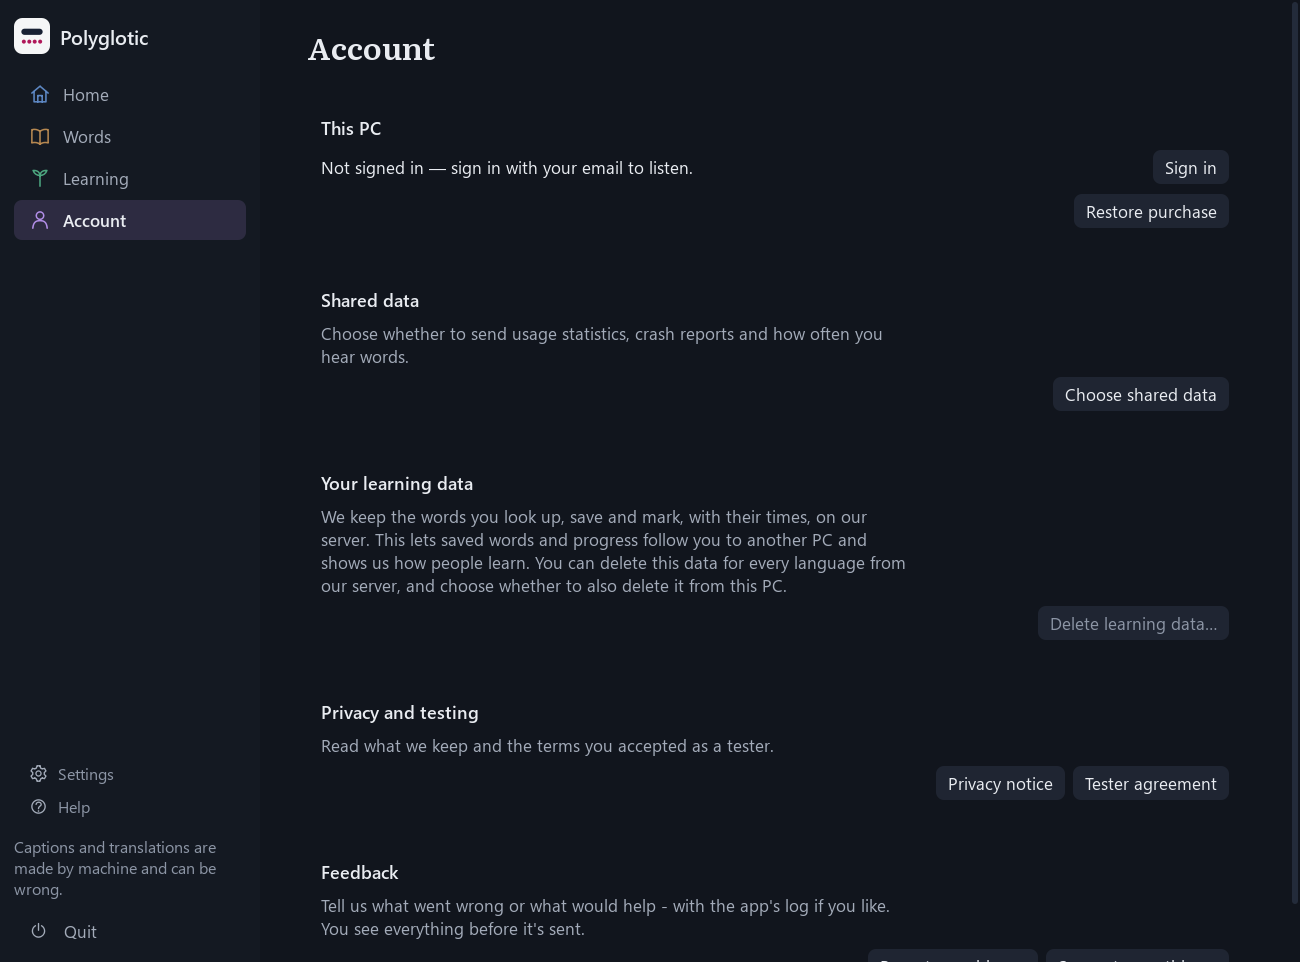 Polyglotic
Home
Words
Learning
Account
Settings
Help
Captions and translations are
made by machine and can be
wrong.
Quit
Account
This PC
Not signed in — sign in with your email to listen.
Sign in
Restore purchase
Shared data
Choose whether to send usage statistics, crash reports and how often you
hear words.
Choose shared data
Your learning data
We keep the words you look up, save and mark, with their times, on our
server. This lets saved words and progress follow you to another PC and
shows us how people learn. You can delete this data for every language from
our server, and choose whether to also delete it from this PC.
Delete learning data...
Privacy and testing
Read what we keep and the terms you accepted as a tester.
Privacy notice
Tester agreement
Feedback
Tell us what went wrong or what would help - with the app's log if you like.
You see everything before it's sent.